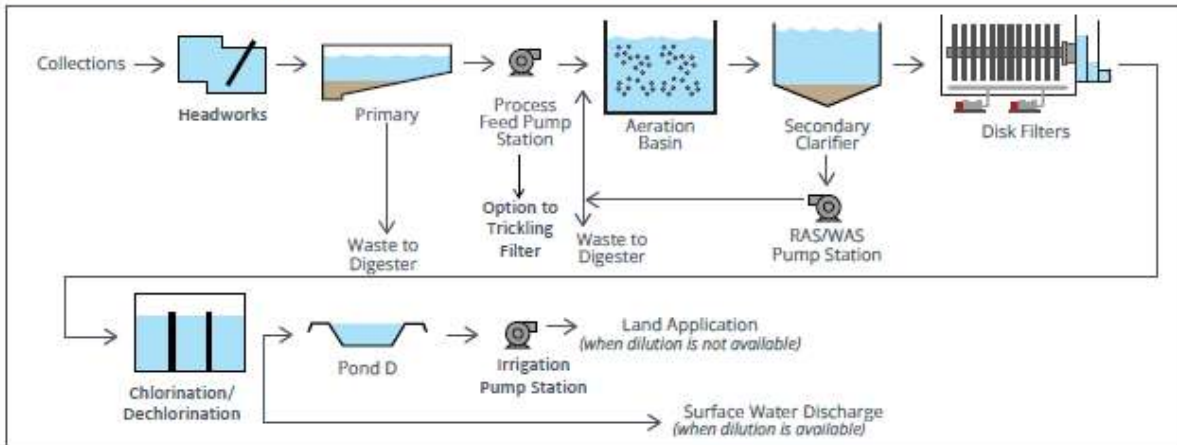 Collections
Headworks
Primary
Process
Feed Pump
Station
Aeration
Basin
Secondary
Clarifier
Disk Filters
Option to
Trickling
Filter
Waste to
Digester
Waste to
Digester
RAS/WAS
Pump Station
Chlorination/
Dechlorination
Pond D
Irrigation
Pump Station
Land Application
(when dilution is not available)
Surface Water Discharge
(when dilution is available)